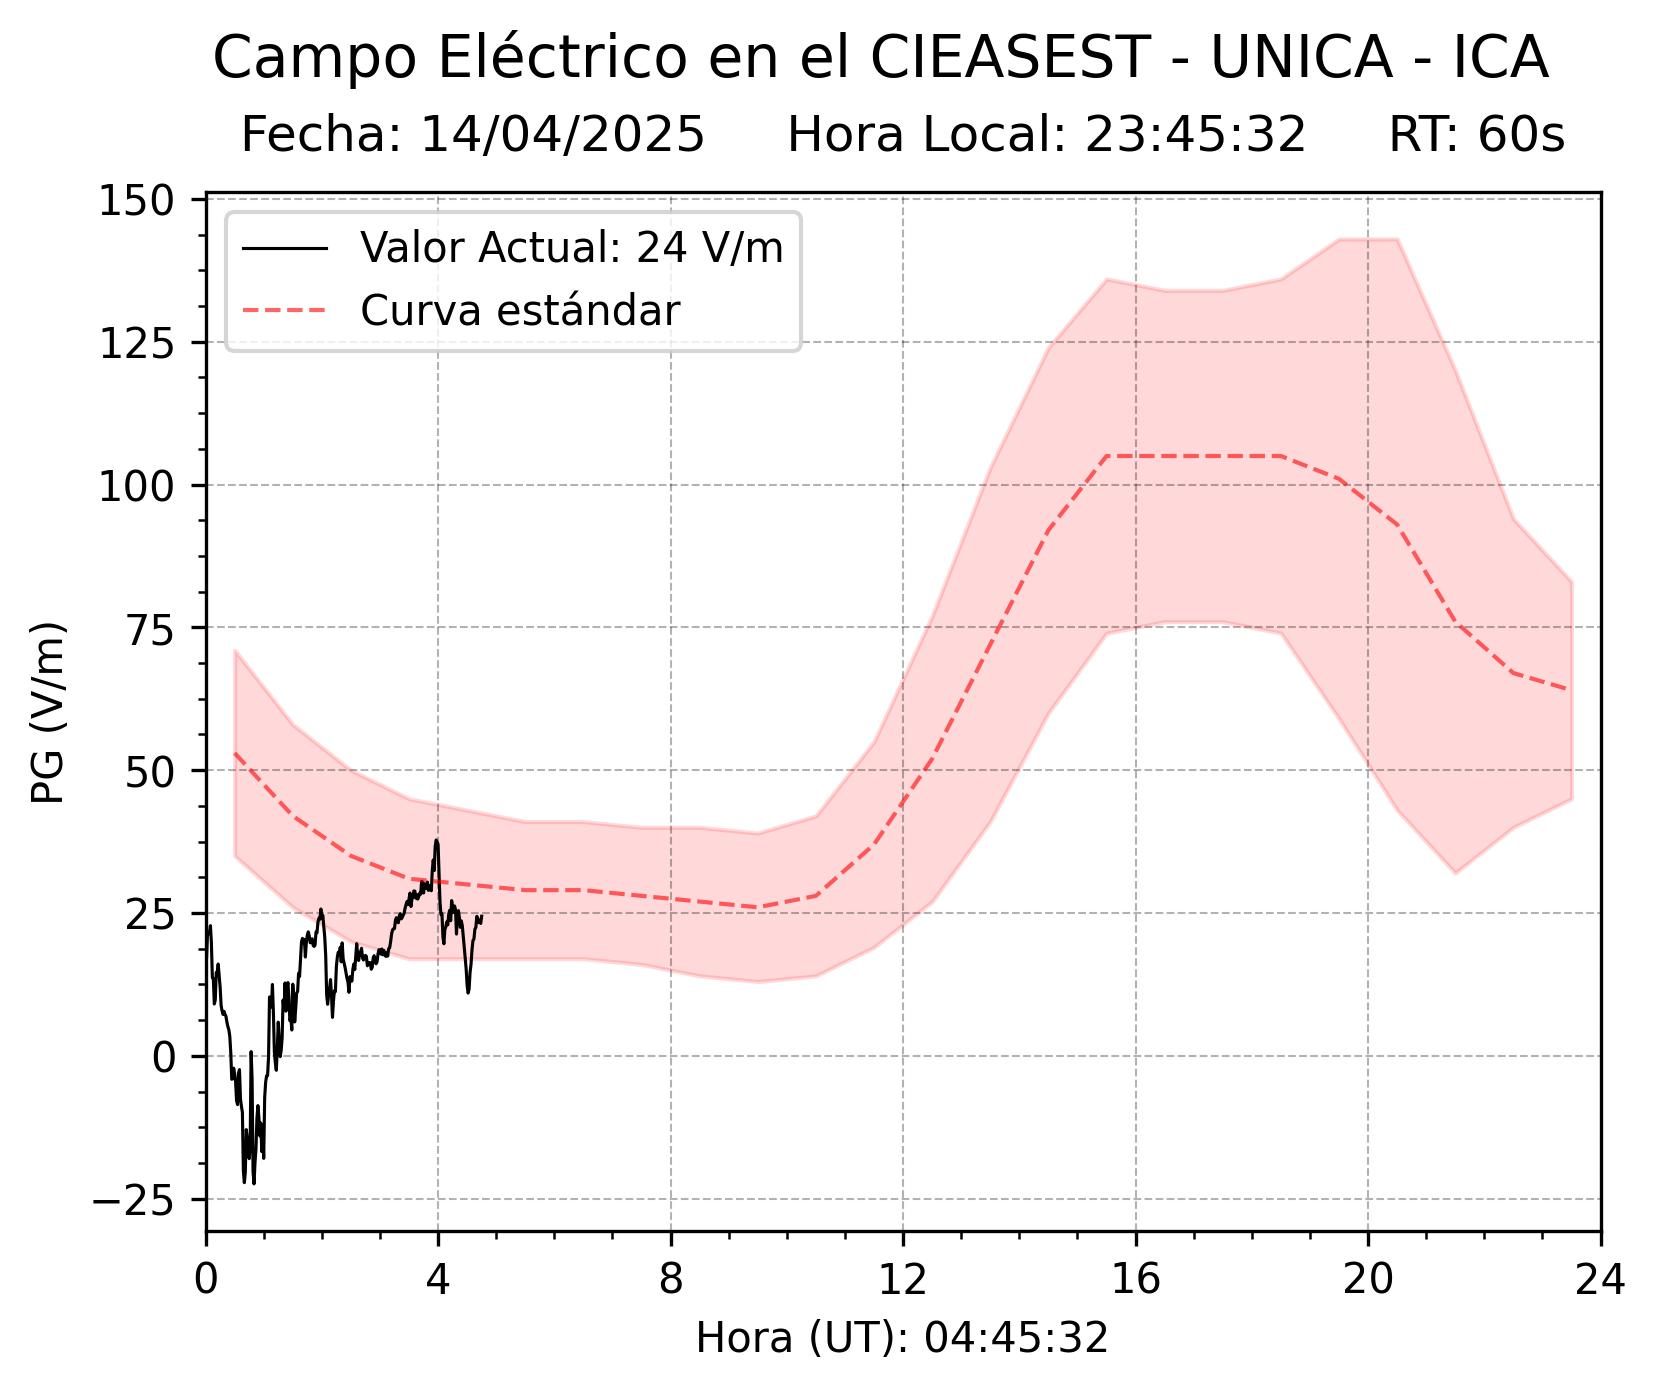 Campo Eléctrico en el CIEASEST - UNICA - ICA
Fecha: 14/04/2025 Hora Local: 23:45:32 RT: 60s
150
125
100
75
50
25
0
−25
PG (V/m)
Valor Actual: 24 V/m
Curva estándar
0 4 8 12 16 20 24
Hora (UT): 04:45:32